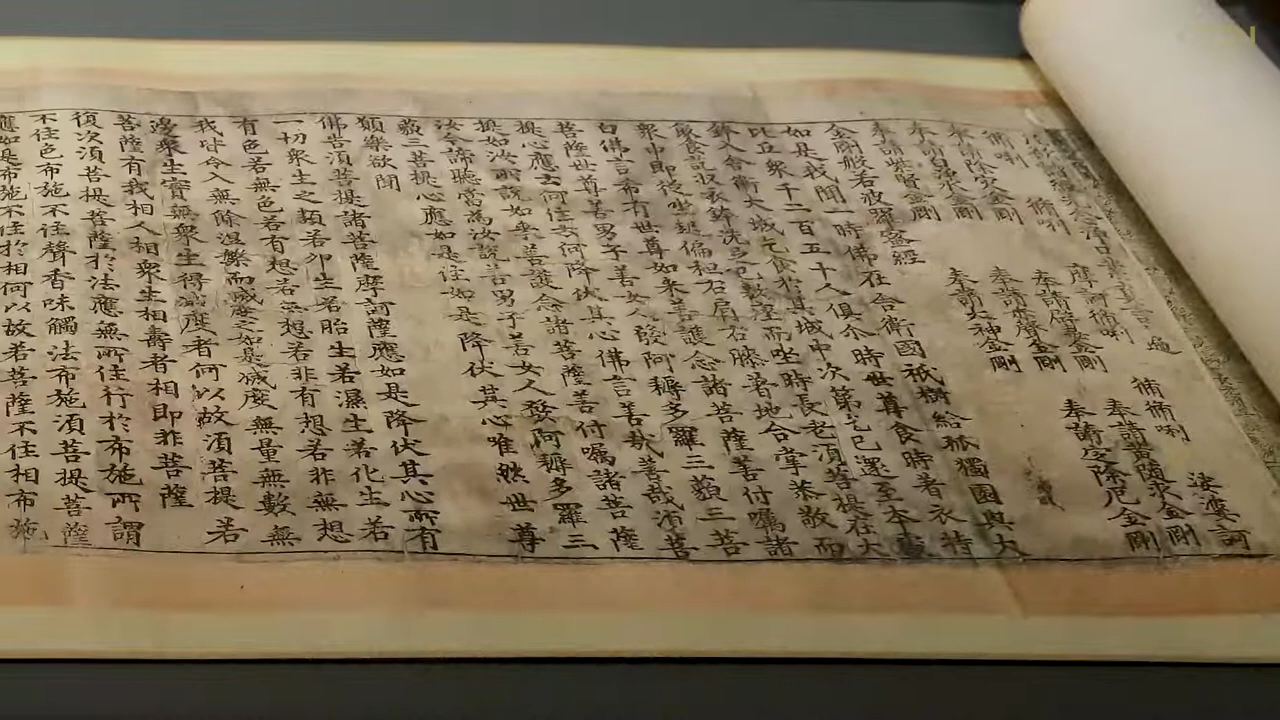 脩唎 脩唎 摩訶脩唎 脩脩唎 娑婆訶
奉請除災金剛 奉請辟毒金剛 奉請黃隨求金剛
奉請白淨水金剛 奉請赤聲金剛 奉請定除厄金剛
奉請紫賢金剛 奉請大神金剛
金剛般若波羅蜜經
如是我聞一時佛在舍衛國祇樹給孤獨園與大
比丘衆千二百五十人俱尒時世尊食時著衣持
鉢入舍衛大城乞食於其城中次第乞已還至本處
飯食訖收衣鉢洗足已敷座而坐時長老須菩提在大
衆中即從坐起偏袒右肩右膝著地合掌恭敬而
白佛言希有世尊如來善護念諸菩薩善付囑諸
菩薩世尊善男子善女人發阿耨多羅三藐三菩
提心應云何住云何降伏其心佛言善哉善哉須菩
提如汝所說如來善護念諸菩薩善付囑諸菩薩
汝今諦聽當為汝說善男子善女人發阿耨多羅三
藐三菩提心應如是住如是降伏其心唯然世尊
願樂欲聞
佛告須菩提諸菩薩摩訶薩應如是降伏其心所有
一切衆生之類若卵生若胎生若濕生若化生若
有色若無色若有想若無想若非有想若非無想
我皆令入無餘涅槃而滅度之如是滅度無量無數無
邊衆生實無衆生得滅度者何以故須菩提若
菩薩有我相人相衆生相壽者相即非菩薩
復次須菩提菩薩於法應無所住行於布施所謂
不住色布施不住聲香味觸法布施須菩提菩薩
應如是布施不住於相何以故若菩薩不住相布施